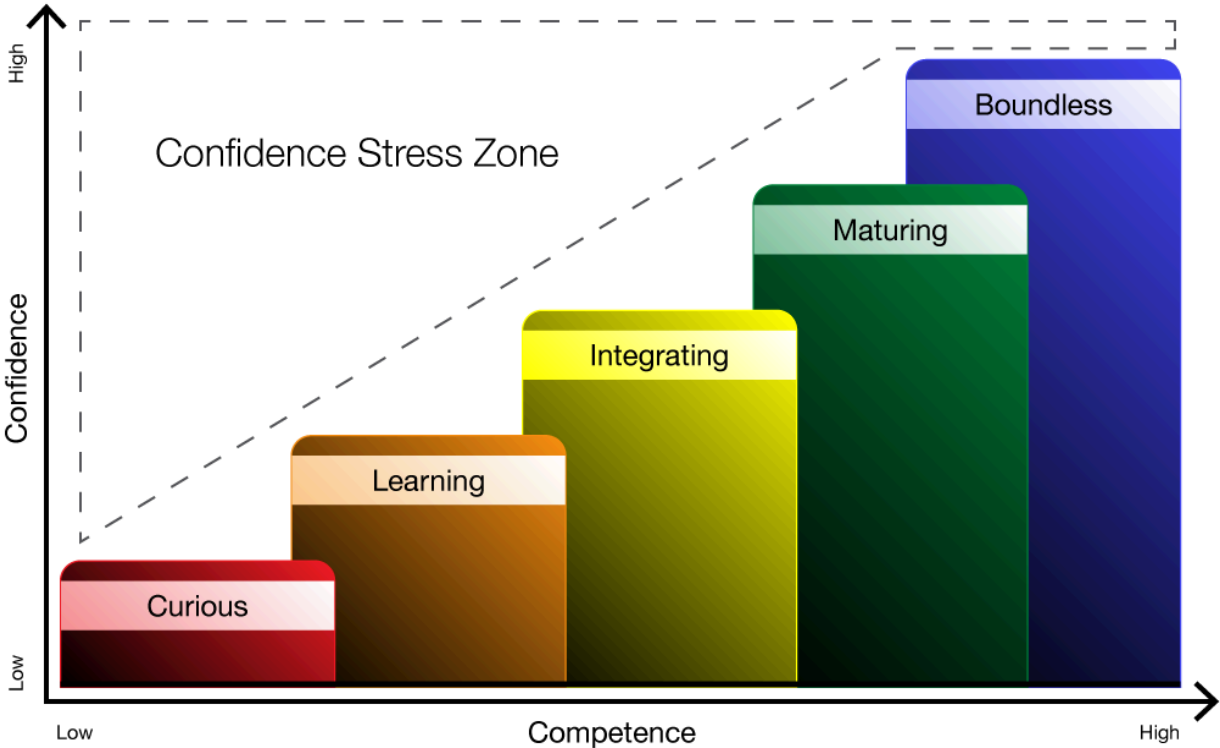 High
Confidence Stress Zone
Boundless
Maturing
Integrating
Confidence
Learning
Curious
Low
Low
Competence
High